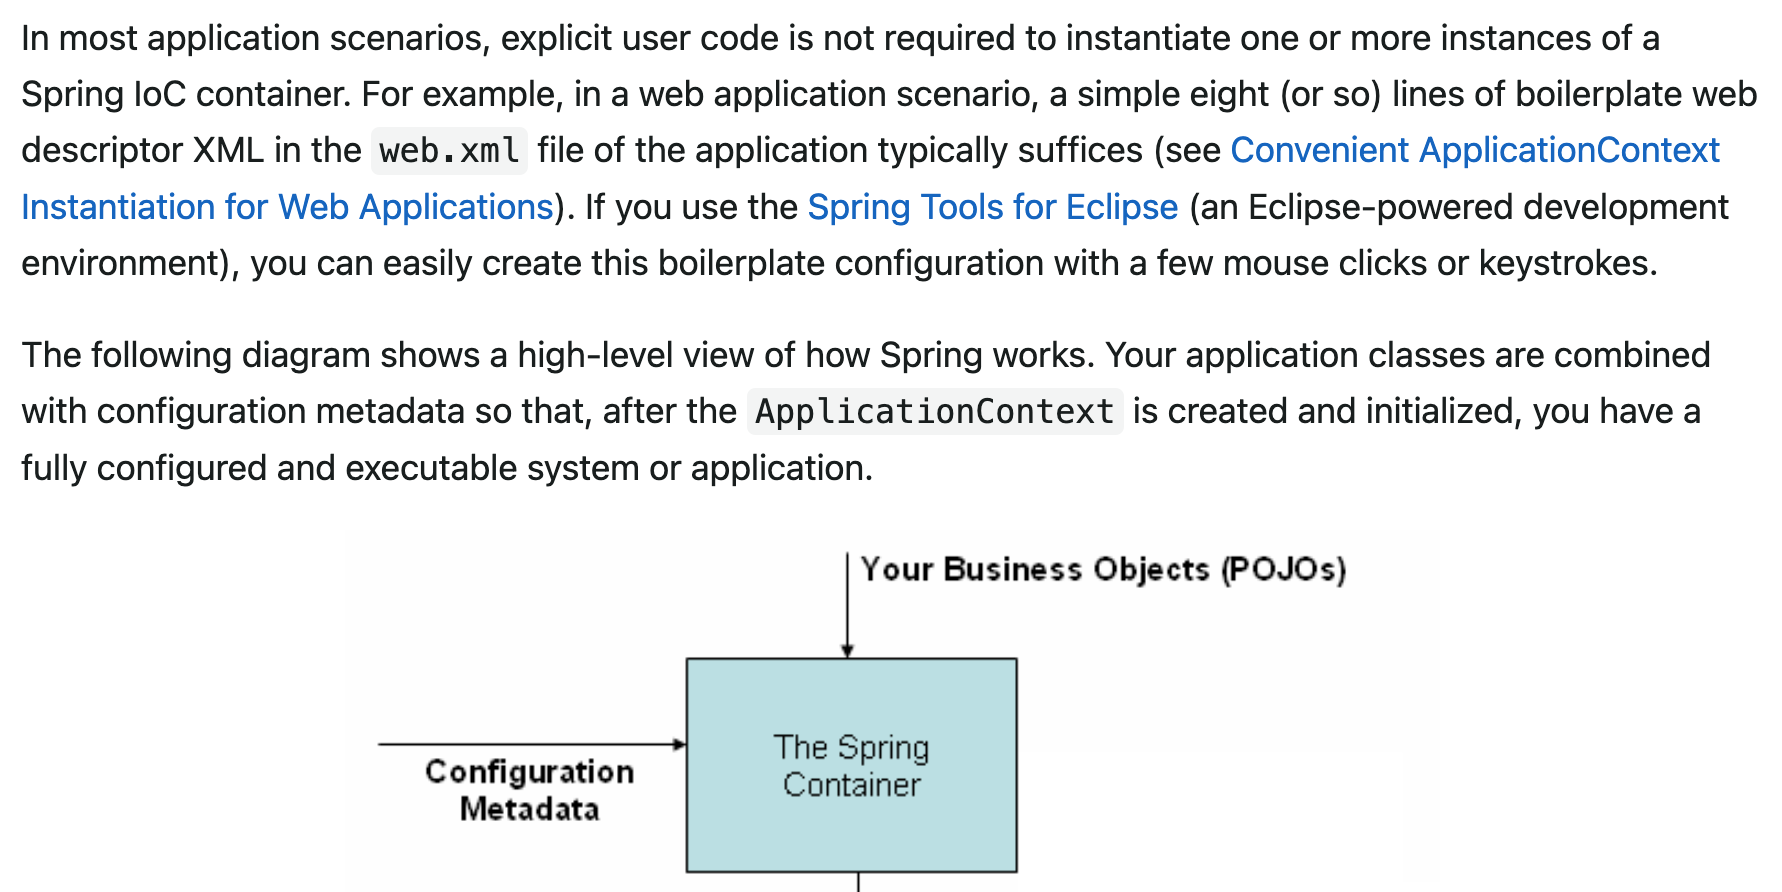 In most application scenarios, explicit user code is not required to instantiate one or more instances of a
Spring IoC container. For example, in a web application scenario, a simple eight (or so) lines of boilerplate web
descriptor XML in the web.xml file of the application typically suffices (see Convenient ApplicationContext
Instantiation for Web Applications). If you use the Spring Tools for Eclipse (an Eclipse-powered development
environment), you can easily create this boilerplate configuration with a few mouse clicks or keystrokes.
The following diagram shows a high-level view of how Spring works. Your application classes are combined
with configuration metadata so that, after the ApplicationContext is created and initialized, you have a
fully configured and executable system or application.
Your Business Objects (POJOs)
The Spring
Container
Configuration
Metadata